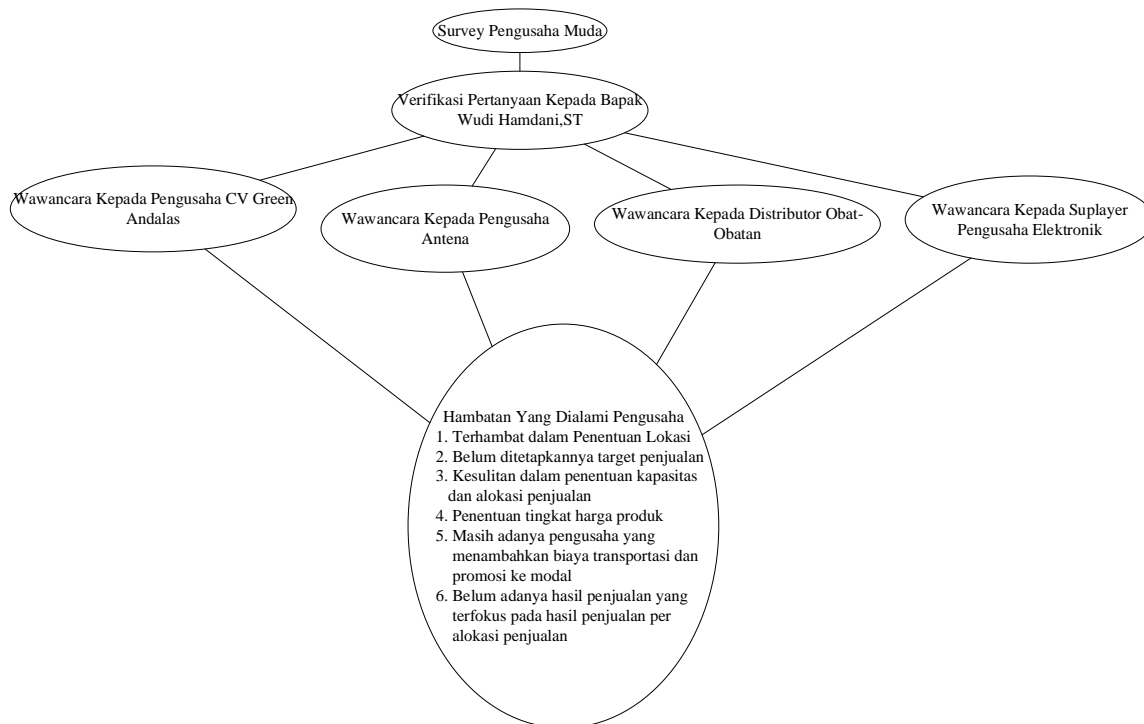 Survey Pengusaha Muda
Verifikasi Pertanyaan Kepada Bapak
Wudi Hamdani,ST
Wawancara Kepada Pengusaha CV Green
Andalas
Wawancara Kepada Pengusaha
Antena
Wawancara Kepada Distributor Obat-
Obatan
Wawancara Kepada Suplayer
Pengusaha Elektronik
Hambatan Yang Dialami Pengusaha
1. Terhambat dalam Penentuan Lokasi
2. Belum ditetapkannya target penjualan
3. Kesulitan dalam penentuan kapasitas
dan alokasi penjualan
4. Penentuan tingkat harga produk
5. Masih adanya pengusaha yang
menambahkan biaya transportasi dan
promosi ke modal
6. Belum adanya hasil penjualan yang
terfokus pada hasil penjualan per
alokasi penjualan